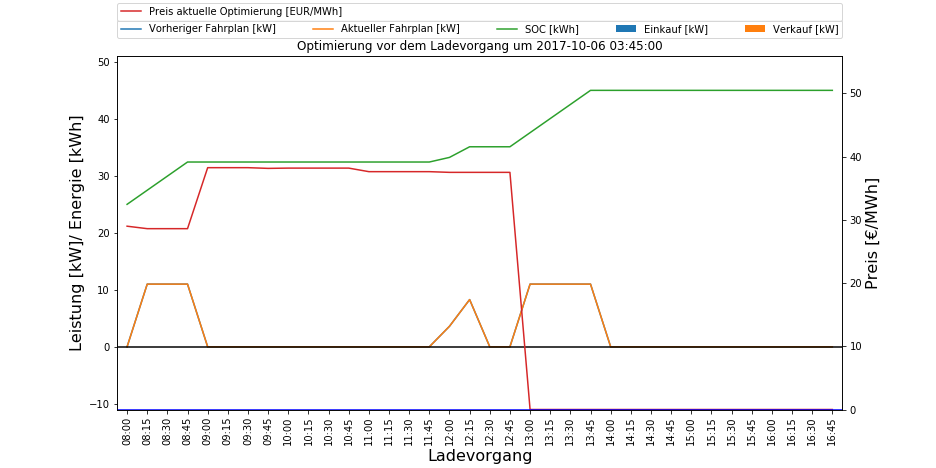 Preis aktuelle Optimierung [EUR/MWh]
Vorheriger Fahrplan [kW] Aktueller Fahrplan [kW] SOC [kWh] Einkauf [kW] Verkauf [kW]
Optimierung vor dem Ladevorgang um 2017-10-06 03:45:00
50
40
30
20
10
0
−10
Leistung [kW]/ Energie [kWh]
50
40
30
20
10
0
Preis [€/MWh]
08:00 08:15 08:30 08:45 09:00 09:15 09:30 09:45 10:00 10:15 10:30 10:45 11:00 11:15 11:30 11:45 12:00 12:15 12:30 12:45 13:00 13:15 13:30 13:45 14:00 14:15 14:30 14:45 15:00 15:15 15:30 15:45 16:00 16:15 16:30 16:45
Ladevorgang